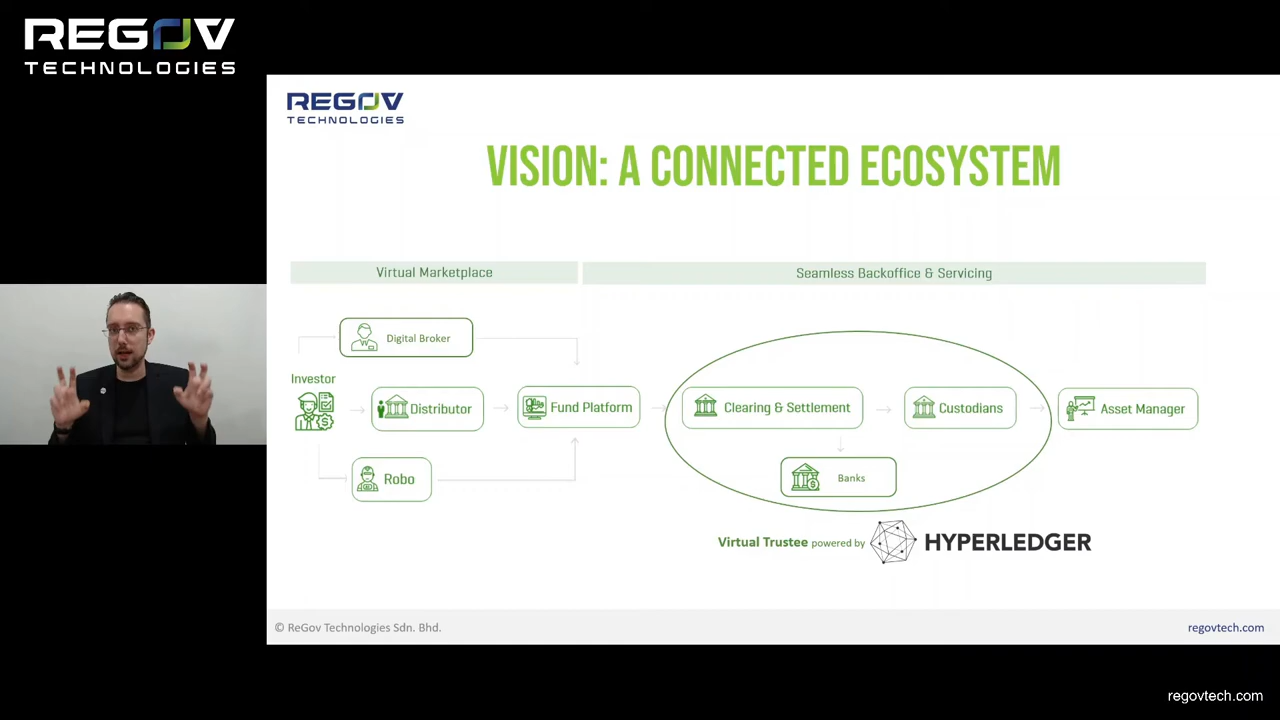 REGOV
TECHNOLOGIES
REGOV
TECHNOLOGIES
VISION: A CONNECTED ECOSYSTEM
Virtual Marketplace
Seamless Backoffice & Servicing
Digital Broker
Investor
Distributor
Fund Platform
Clearing & Settlement
Custodians
Asset Manager
Robo
Banks
Virtual Trustee powered by HYPERLEDGER
© ReGov Technologies Sdn. Bhd.
regovtech.com
regovtech.com